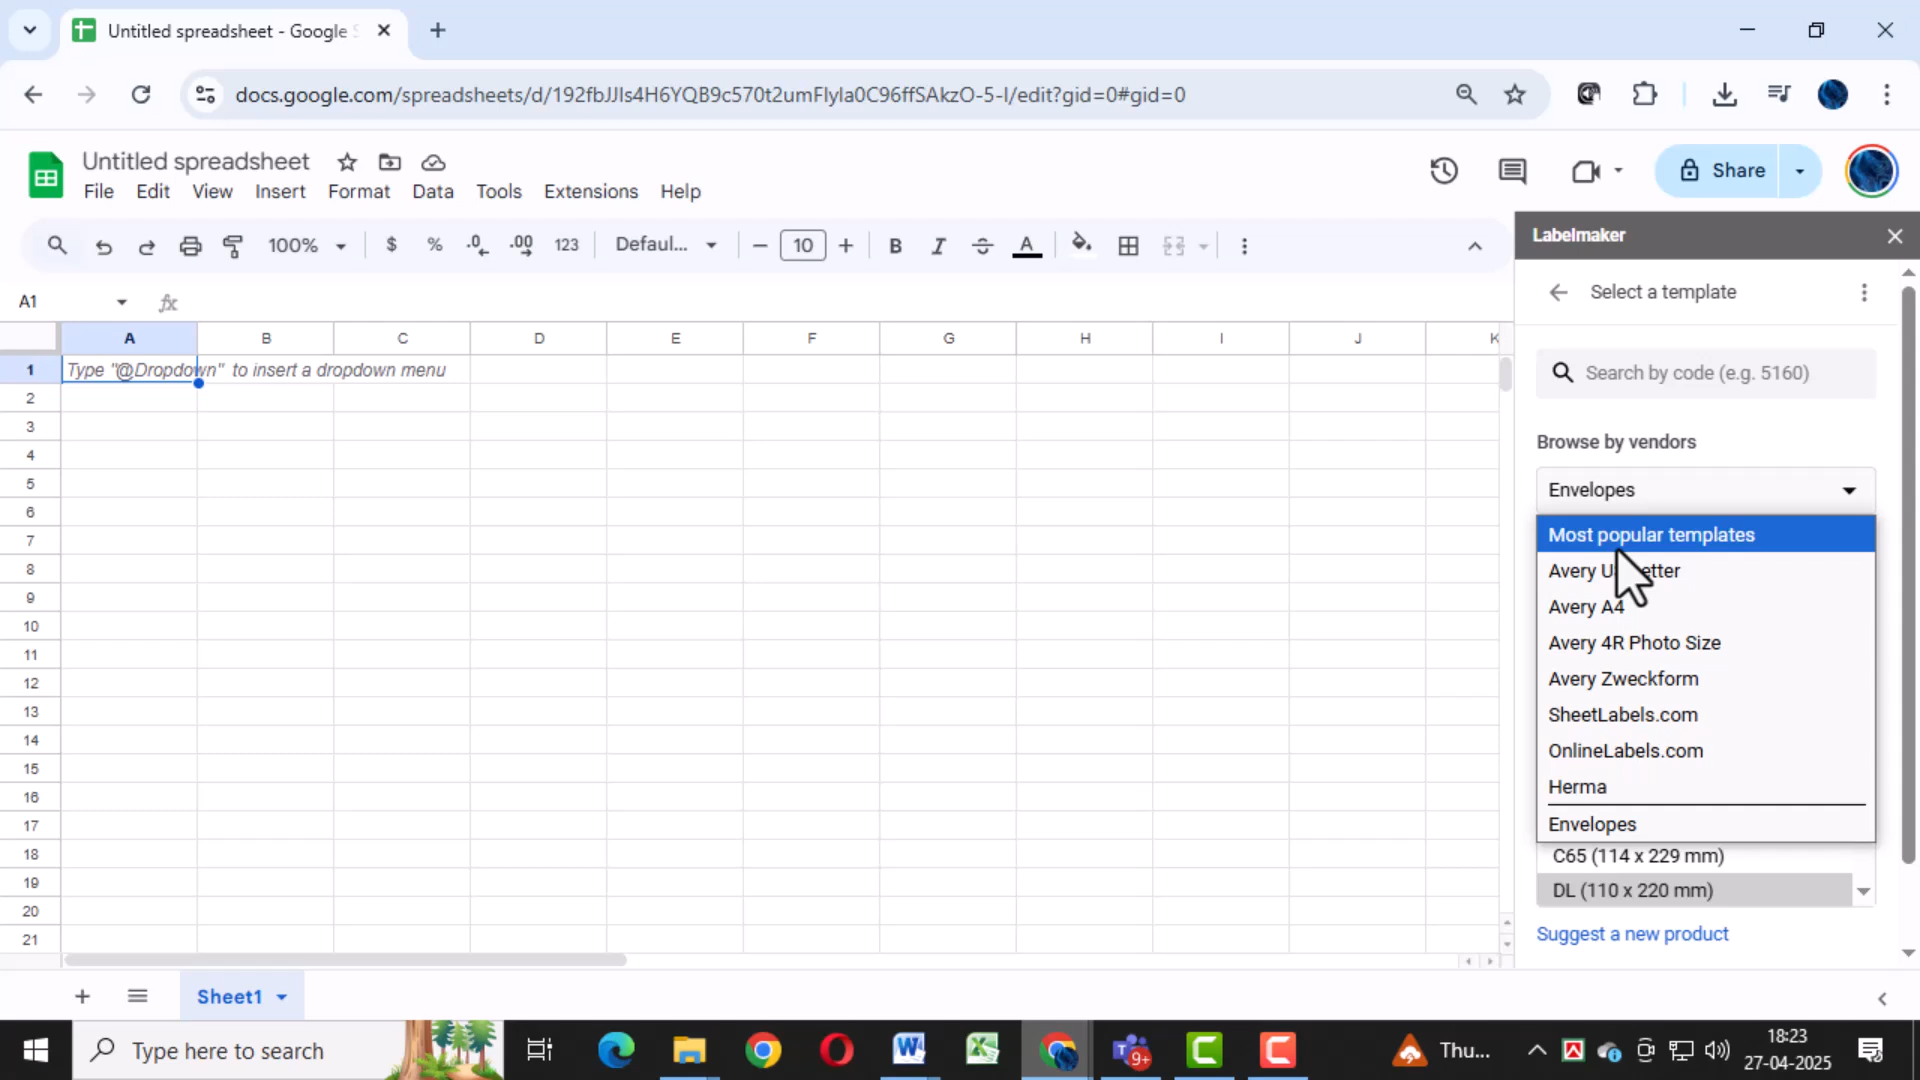 Untitled spreadsheet - Google S
docs.google.com/spreadsheets/d/192fbJJIs4H6YQB9c570t2umFIyIa0C96ffSAkzO-5-I/edit?gid=0#gid=0
Untitled spreadsheet
File Edit View Insert Format Data Tools Extensions Help
Share
100% $ % .0 .00 123 Defaul... 10 B I A
Labelmaker
Select a template
A1 fx
A B C D E F G H I J K
1 Type "@Dropdown" to insert a dropdown menu
2
3
4
5
6
7
8
9
10
11
12
13
14
15
16
17
18
19
20
21
Search by code (e.g. 5160)
Browse by vendors
Envelopes
Most popular templates
Avery
Avery A4
Avery 4R Photo Size
Avery Zweckform
SheetLabels.com
OnlineLabels.com
Herma
Envelopes
C65 (114 x 229 mm)
DL (110 x 220 mm)
Suggest a new product
Sheet1
Type here to search
9+
Thu...
18:23
27-04-2025